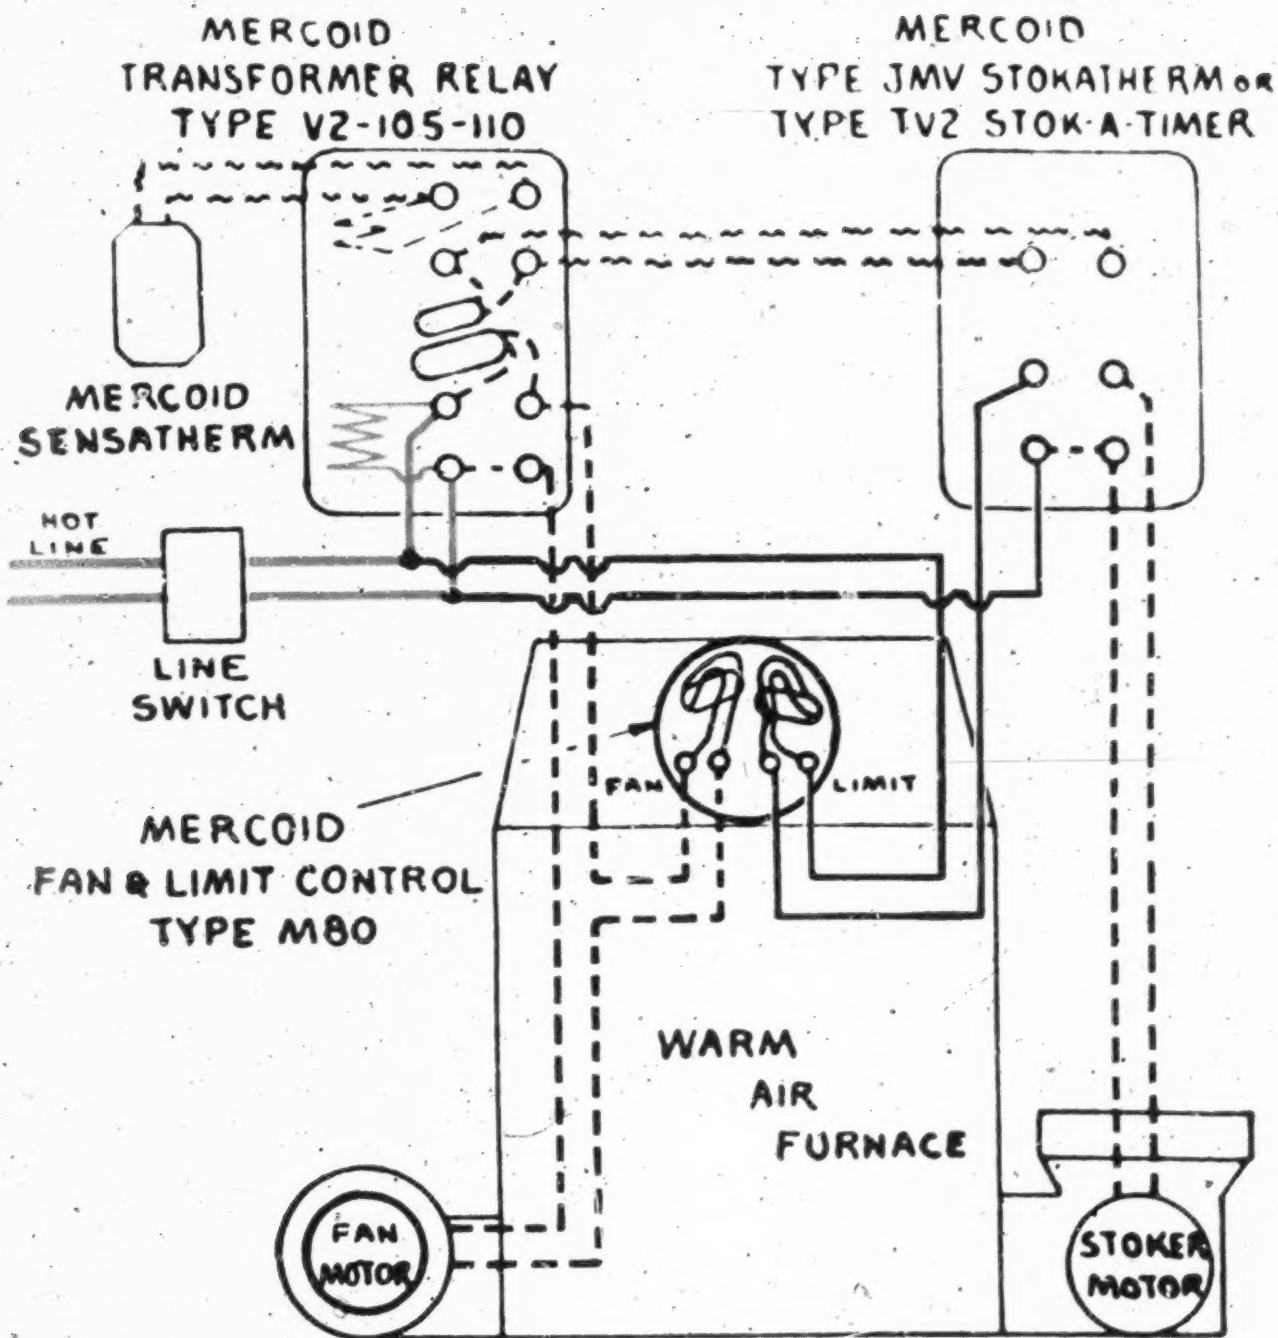 MERCOID
TRANSFORMER RELAY
TYPE V2-105-110
MERCOID
TYPE JMV STOKATHERM OR
TYPE TV2 STOK-A-TIMER
MERCOID
SENSATHERM
HOT
LINE
LINE
SWITCH
FAN
LIMIT
MERCOID
FAN & LIMIT CONTROL
TYPE M80
WARM
AIR
FURNACE
FAN
MOTOR
STOKER
MOTOR